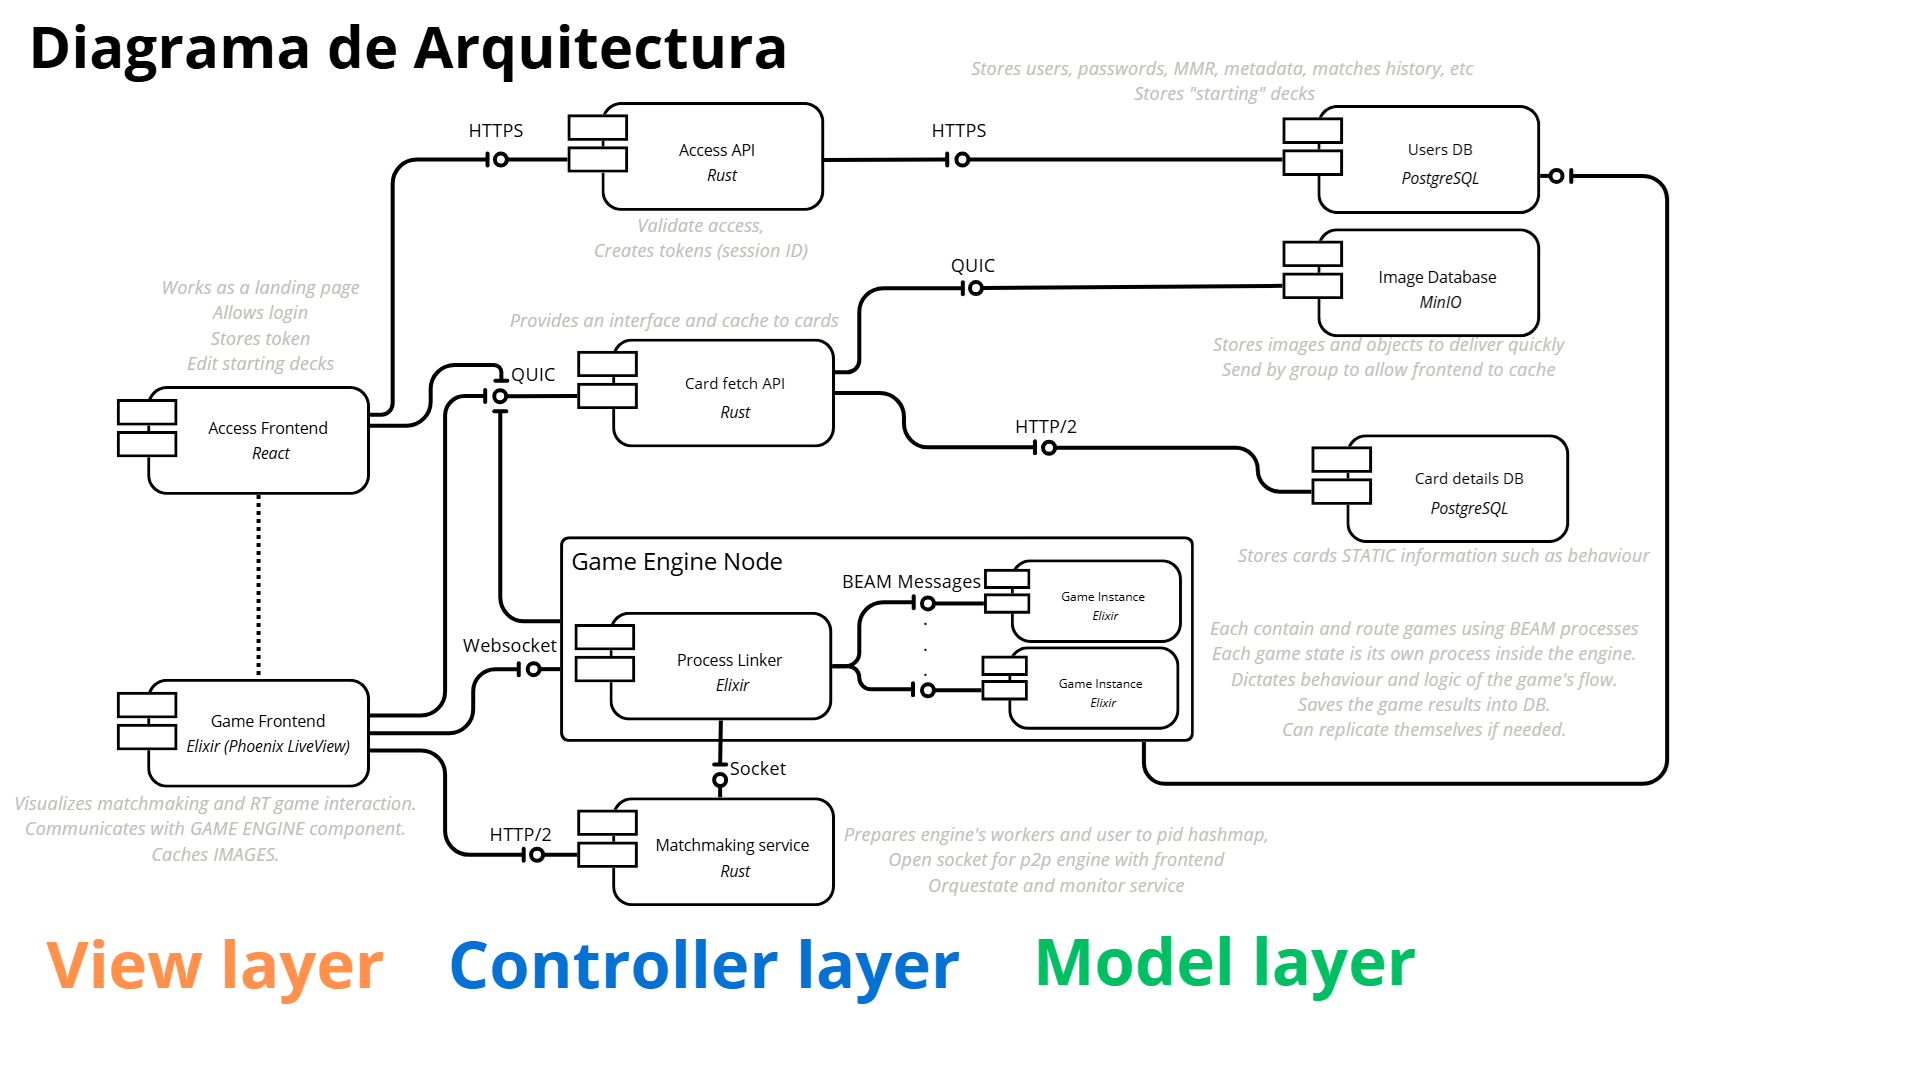 Diagrama de Arquitectura
Stores users, passwords, MMR, metadata, matches history, etc
Stores "starting" decks
HTTPS
Access API
Rust
HTTPS
Users DB
PostgreSQL
Validate access,
Creates tokens (session ID)
QUIC
Image Database
MinIO
Works as a landing page
Allows login
Stores token
Edit starting decks
Provides an interface and cache to cards
Stores images and objects to deliver quickly
Send by group to allow frontend to cache
QUIC
Card fetch API
Rust
Access Frontend
React
HTTP/2
Card details DB
PostgreSQL
Stores cards STATIC information such as behaviour
Game Engine Node
BEAM Messages
Game Instance
Elixir
Websocket
Process Linker
Elixir
.
.
.
Game Instance
Elixir
Each contain and route games using BEAM processes
Each game state is its own process inside the engine.
Dictates behaviour and logic of the game's flow.
Saves the game results into DB.
Can replicate themselves if needed.
Game Frontend
Elixir (Phoenix LiveView)
Socket
Visualizes matchmaking and RT game interaction.
Communicates with GAME ENGINE component.
Caches IMAGES.
HTTP/2
Matchmaking service
Rust
Prepares engine's workers and user to pid hashmap,
Open socket for p2p engine with frontend
Orquestate and monitor service
View layer
Controller layer
Model layer